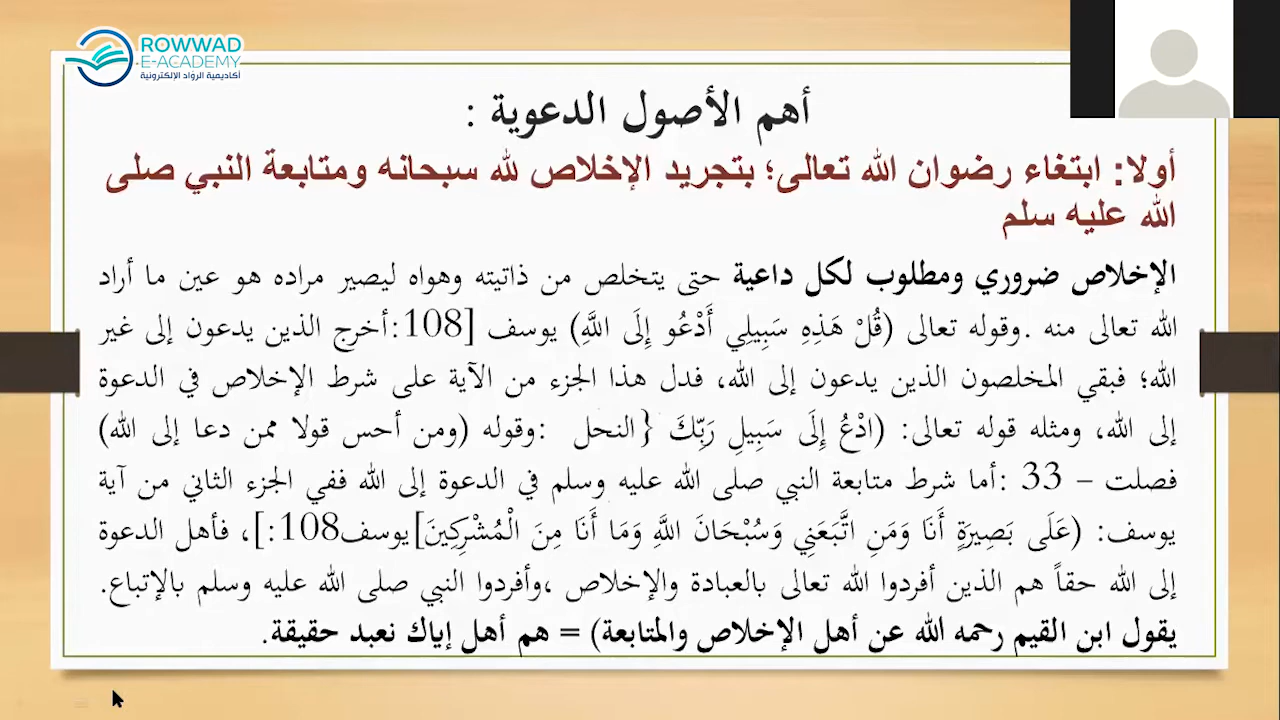 ROWWAD
E-ACADEMY
أكاديمية الرواد الإلكترونية
أهم الأصول الدعوية :
أولا: ابتغاء رضوان الله تعالى؛ بتجريد الإخلاص لله سبحانه ومتابعة النبي صلى
الله عليه سلم
الإخلاص ضروري ومطلوب لكل داعية حتى يتخلص من ذاتيته وهواه ليصير مراده هو عين ما أراد
الله تعالى منه .وقوله تعالى (قُلْ هَذِهِ سَبِيلِي أَدْعُو إِلَى اللَّهِ) يوسف [108:أخرج الذين يدعون إلى غير
الله؛ فبقي المخلصون الذين يدعون إلى الله، فدل هذا الجزء من الآية على شرط الإخلاص في الدعوة
إلى الله، ومثله قوله تعالى: (ادْعُ إِلَى سَبِيلِ رَبِّكَ { النحل :وقوله (ومن أحس قولا ممن دعا إلى الله)
فصلت – 33 :أما شرط متابعة النبي صلى الله عليه وسلم في الدعوة إلى الله ففي الجزء الثاني من آية
يوسف: (عَلَى بَصِيرَةٍ أَنَا وَمَنِ اتَّبَعَنِي وَسُبْحَانَ اللَّهِ وَمَا أَنَا مِنَ الْمُشْرِكِينَ]يوسف108:]، فأهل الدعوة
إلى الله حقاً هم الذين أفردوا الله تعالى بالعبادة والإخلاص ،وأفردوا النبي صلى الله عليه وسلم بالإتباع.
يقول ابن القيم رحمه الله عن أهل الإخلاص والمتابعة) = هم أهل إياك نعبد حقيقة.